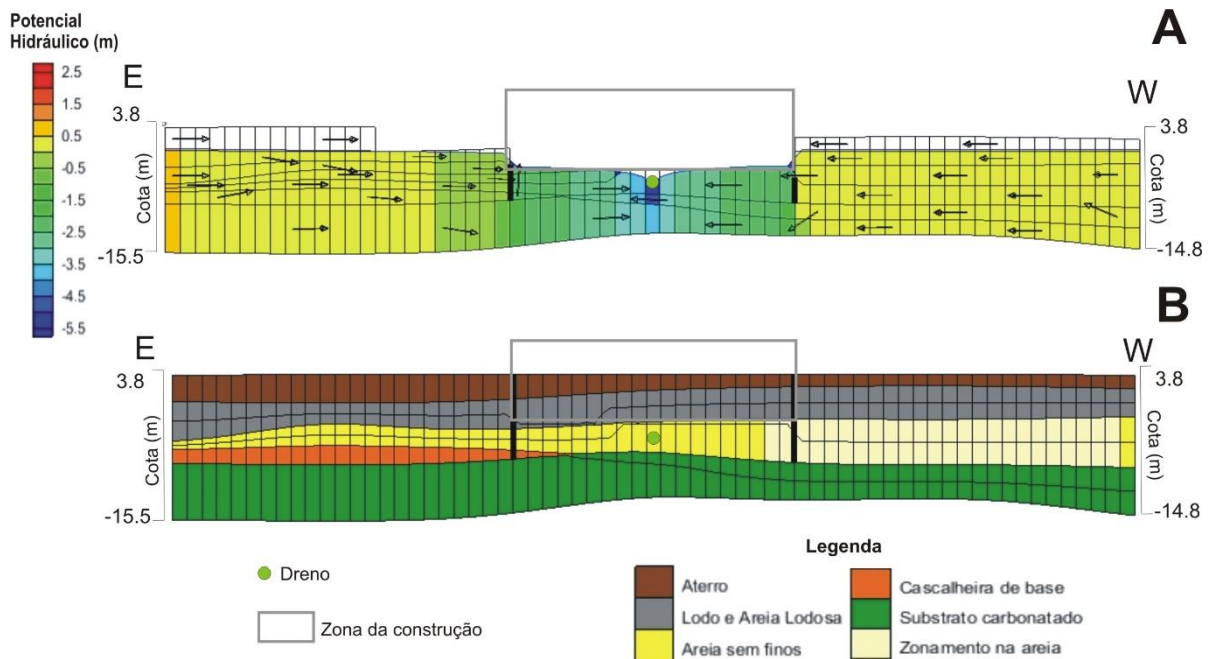 Potencial
Hidráulico (m)
2.5
1.5
0.5
-0.5
-1.5
-2.5
-3.5
-4.5
-5.5
A
E
W
3.8
Cota (m)
-15.5
3.8
Cota (m)
-14.8
B
E
W
3.8
Cota (m)
-15.5
3.8
Cota (m)
-14.8
Dreno
Zona da construção
Legenda
Aterro
Lodo e Areia Lodosa
Areia sem finos
Cascalheira de base
Substrato carbonatado
Zonamento na areia